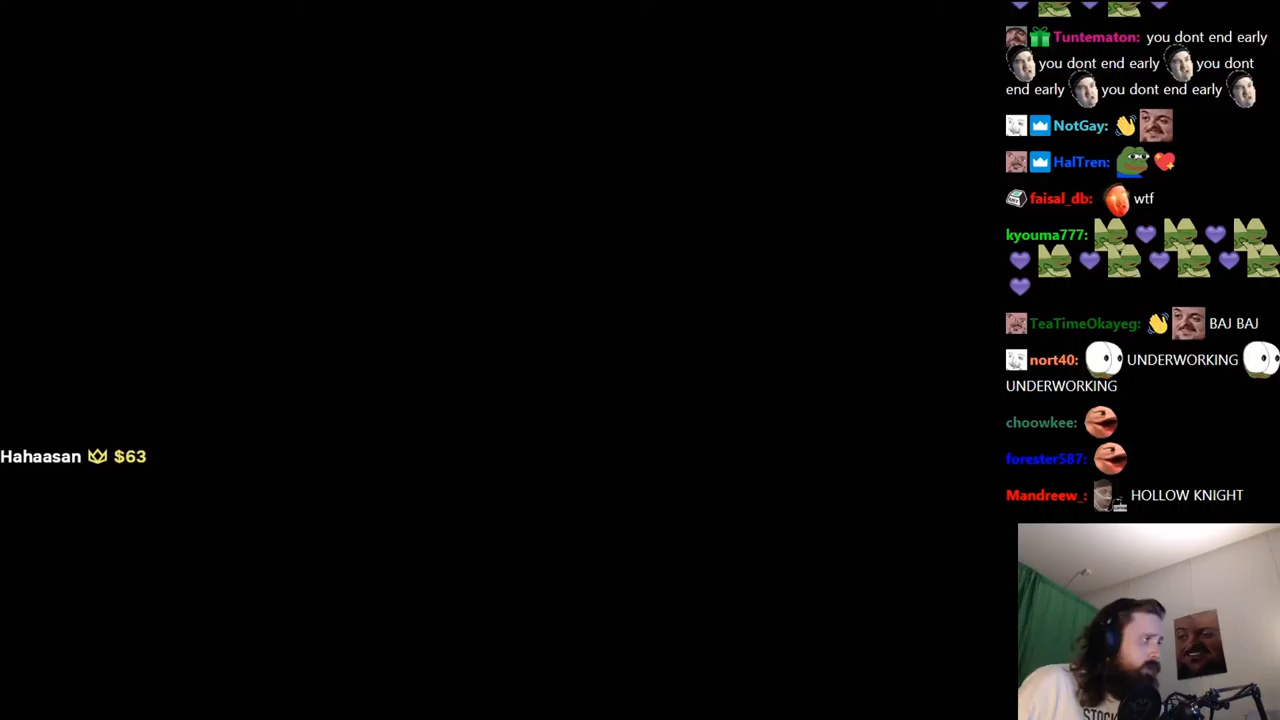 Tuntematon: you dont end early
you dont end early you dont
end early you dont end early
NotGay:
HalTren:
faisal_db: wtf
kyouma777:
TeaTimeOkayeg: BAJ BAJ
nort40: UNDERWORKING
UNDERWORKING
choowkee:
Hahaasan $63
forester587:
Mandreew_: HOLLOW KNIGHT
STOCK